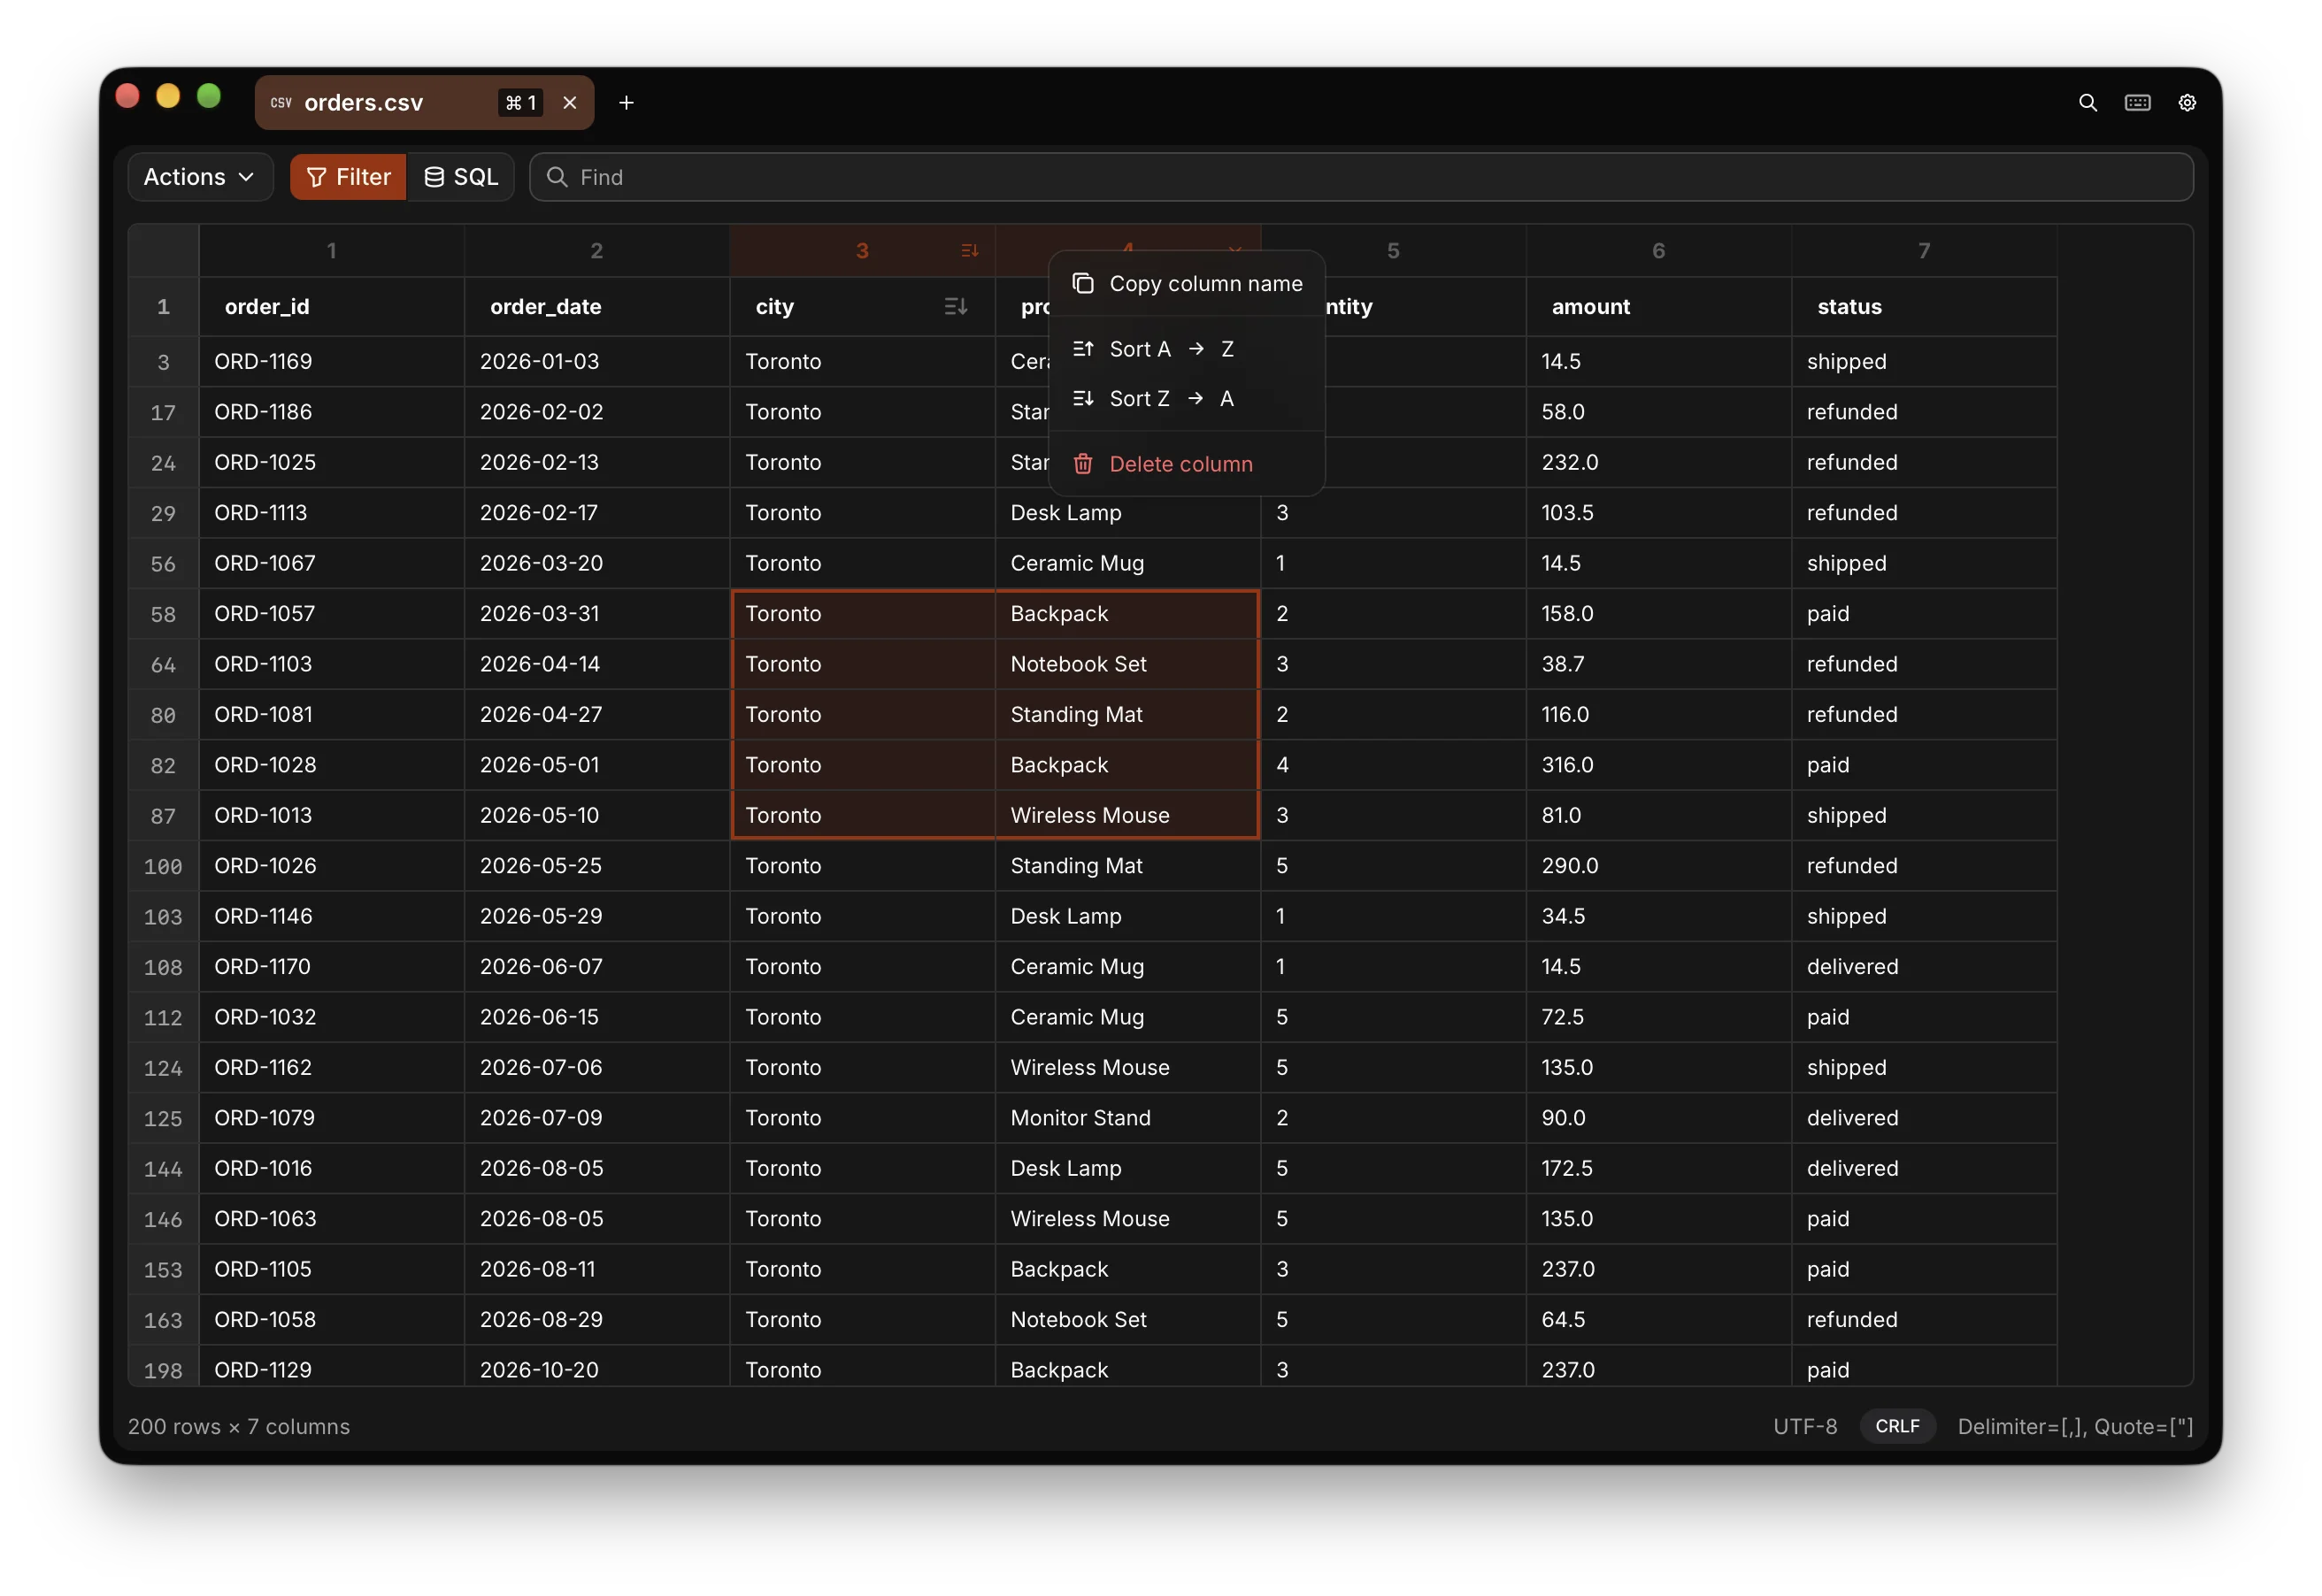 CSV orders.csv ⌘ 1 × +
Actions Filter SQL Find
1 2 3 4 5 6 7
Copy column name
Sort A → Z
Sort Z → A
Delete column
1 order_id order_date city amount status
3 ORD-1169 2026-01-03 Toronto 14.5 shipped
17 ORD-1186 2026-02-02 Toronto 58.0 refunded
24 ORD-1025 2026-02-13 Toronto 232.0 refunded
29 ORD-1113 2026-02-17 Toronto Desk Lamp 3 103.5 refunded
56 ORD-1067 2026-03-20 Toronto Ceramic Mug 1 14.5 shipped
58 ORD-1057 2026-03-31 Toronto Backpack 2 158.0 paid
64 ORD-1103 2026-04-14 Toronto Notebook Set 3 38.7 refunded
80 ORD-1081 2026-04-27 Toronto Standing Mat 2 116.0 refunded
82 ORD-1028 2026-05-01 Toronto Backpack 4 316.0 paid
87 ORD-1013 2026-05-10 Toronto Wireless Mouse 3 81.0 shipped
100 ORD-1026 2026-05-25 Toronto Standing Mat 5 290.0 refunded
103 ORD-1146 2026-05-29 Toronto Desk Lamp 1 34.5 shipped
108 ORD-1170 2026-06-07 Toronto Ceramic Mug 1 14.5 delivered
112 ORD-1032 2026-06-15 Toronto Ceramic Mug 5 72.5 paid
124 ORD-1162 2026-07-06 Toronto Wireless Mouse 5 135.0 shipped
125 ORD-1079 2026-07-09 Toronto Monitor Stand 2 90.0 delivered
144 ORD-1016 2026-08-05 Toronto Desk Lamp 5 172.5 delivered
146 ORD-1063 2026-08-05 Toronto Wireless Mouse 5 135.0 paid
153 ORD-1105 2026-08-11 Toronto Backpack 3 237.0 paid
163 ORD-1058 2026-08-29 Toronto Notebook Set 5 64.5 refunded
198 ORD-1129 2026-10-20 Toronto Backpack 3 237.0 paid
200 rows × 7 columns UTF-8 CRLF Delimiter=[,], Quote=["]